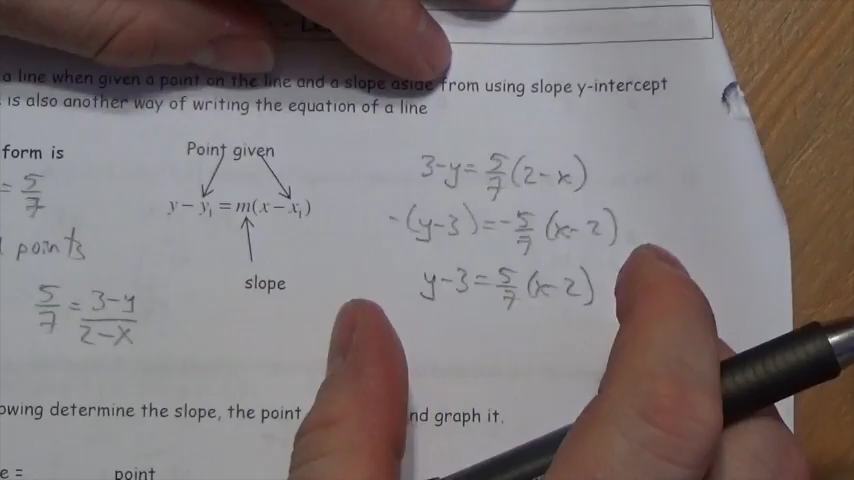 a line when given a point on the line and a slope aside from using slope y-intercept
is also another way of writing the equation of a line
form is
Point given
= 5/7
y - y₁ = m(x - x₁)
points
slope
5/7 = (3-y)/(2-x)
3-y = 5/7 (2-x)
-(y-3) = -5/7 (x-2)
y-3 = 5/7 (x-2)
owing determine the slope, the point nd graph it.
e = point